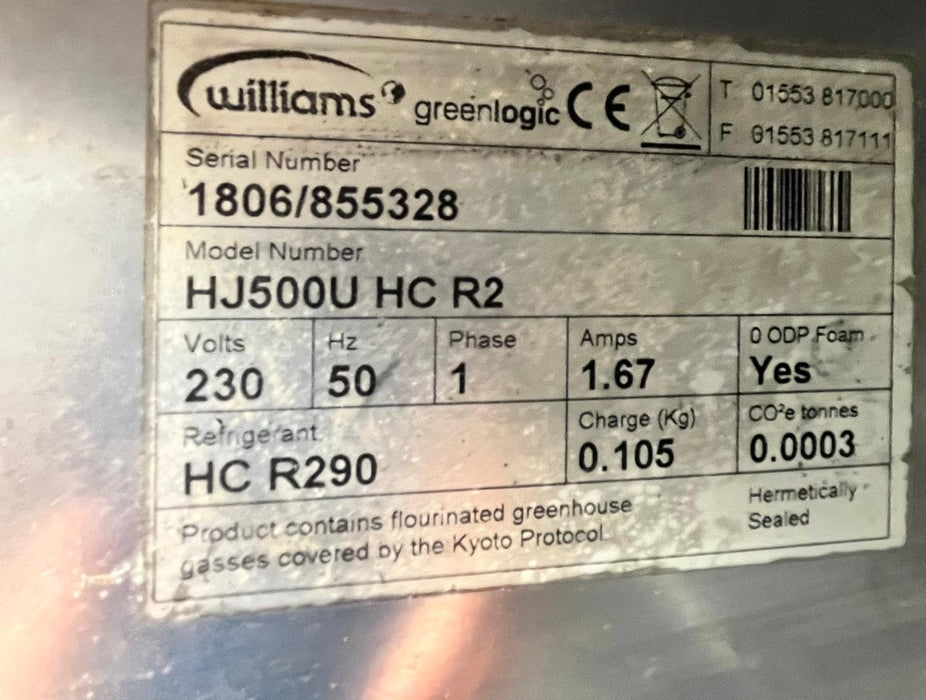 williams greenlogic CE T 01553 817000
F 01553 817111
Serial Number
1806/855328
Model Number
HJ500U HC R2
Volts Hz Phase Amps 0 ODP Foam
230 50 1 1.67 Yes
Refrigerant Charge (Kg) CO²e tonnes
HC R290 0.105 0.0003
Product contains flourinated greenhouse
gasses covered by the Kyoto Protocol
Hermetically
Sealed